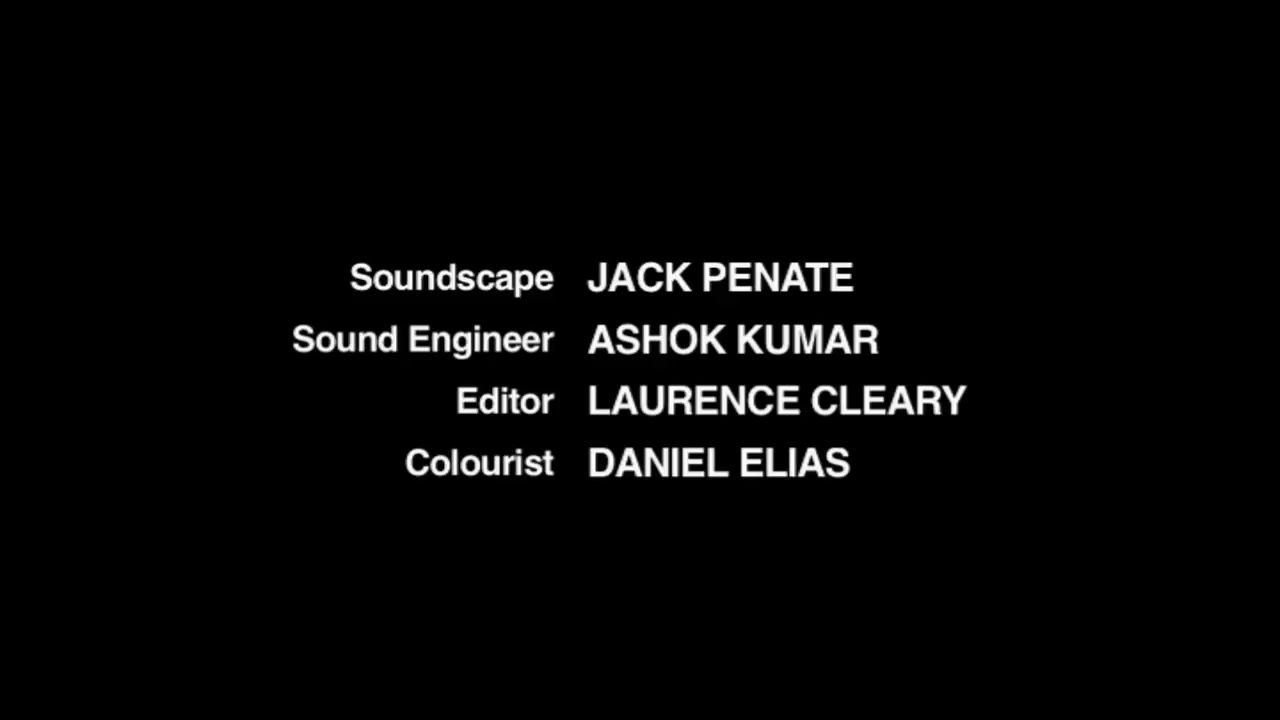 Soundscape JACK PENATE
Sound Engineer ASHOK KUMAR
Editor LAURENCE CLEARY
Colourist DANIEL ELIAS